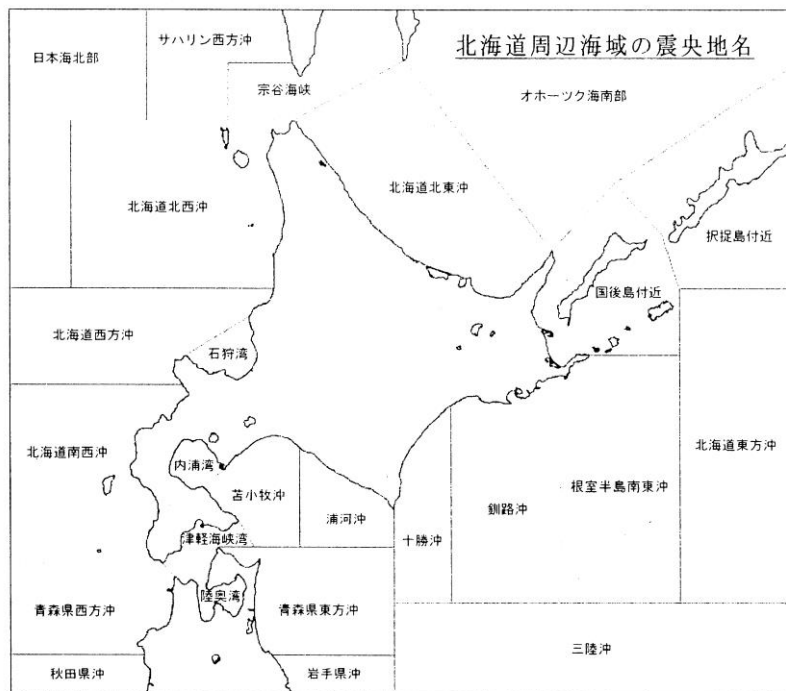 北海道周辺海域の震央地名
日本海北部
サハリン西方沖
宗谷海峡
オホーツク海南部
北海道北西沖
北海道北東沖
択捉島付近
国後島付近
北海道西方沖
石狩湾
北海道南西沖
内浦湾
苫小牧沖
浦河沖
十勝沖
釧路沖
根室半島南東沖
北海道東方沖
津軽海峡湾
陸奥湾
青森県西方沖
青森県東方沖
秋田県沖
岩手県沖
三陸沖